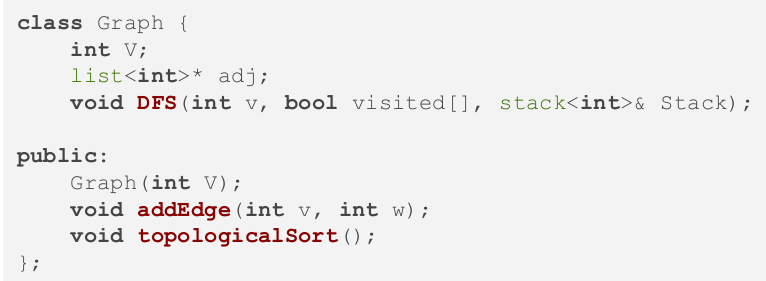 class Graph {
    int V;
    list<int>* adj;
    void DFS(int v, bool visited[], stack<int>& Stack);

public:
    Graph(int V);
    void addEdge(int v, int w);
    void topologicalSort();
};